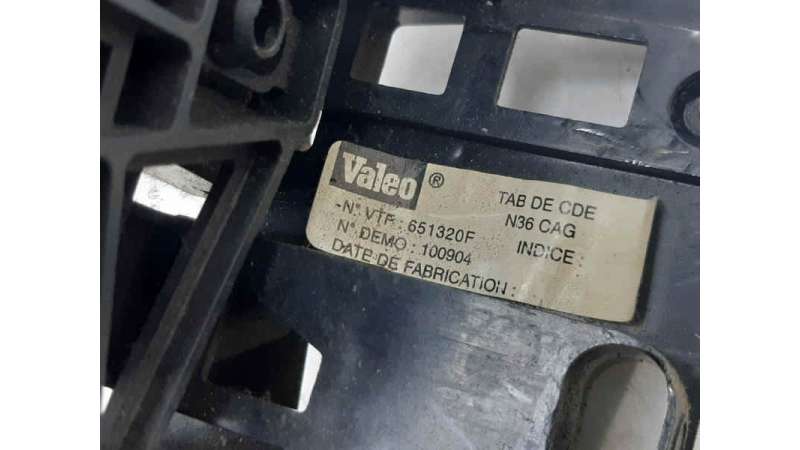 Valeo®
TAB DE CDE
N36 CAG
-N° VTF : 651320F
INDICE :
N° DEMO : 100904
DATE DE FABRICATION :